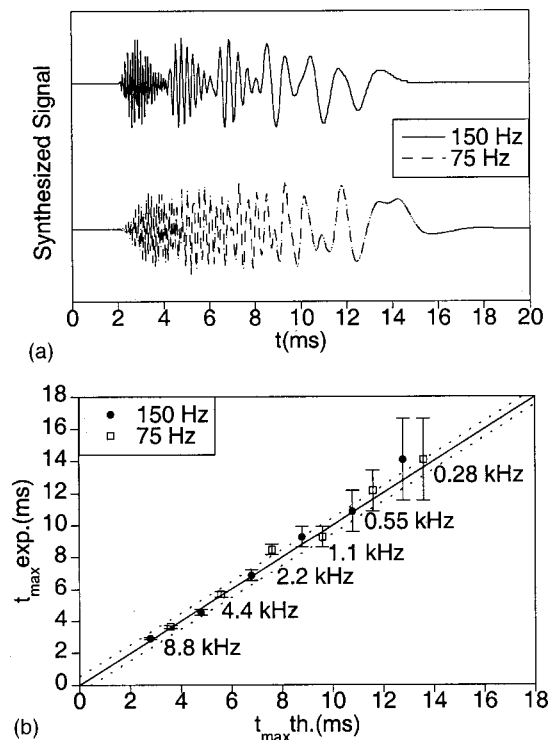 Synthesized Signal
150 Hz
75 Hz
0 2 4 6 8 10 12 14 16 18 20
t(ms)
(a)
18
16
14
12
10
8
6
4
2
0
t_max exp.(ms)
150 Hz
75 Hz
0.28 kHz
0.55 kHz
1.1 kHz
2.2 kHz
4.4 kHz
8.8 kHz
0 2 4 6 8 10 12 14 16 18
t_max th.(ms)
(b)